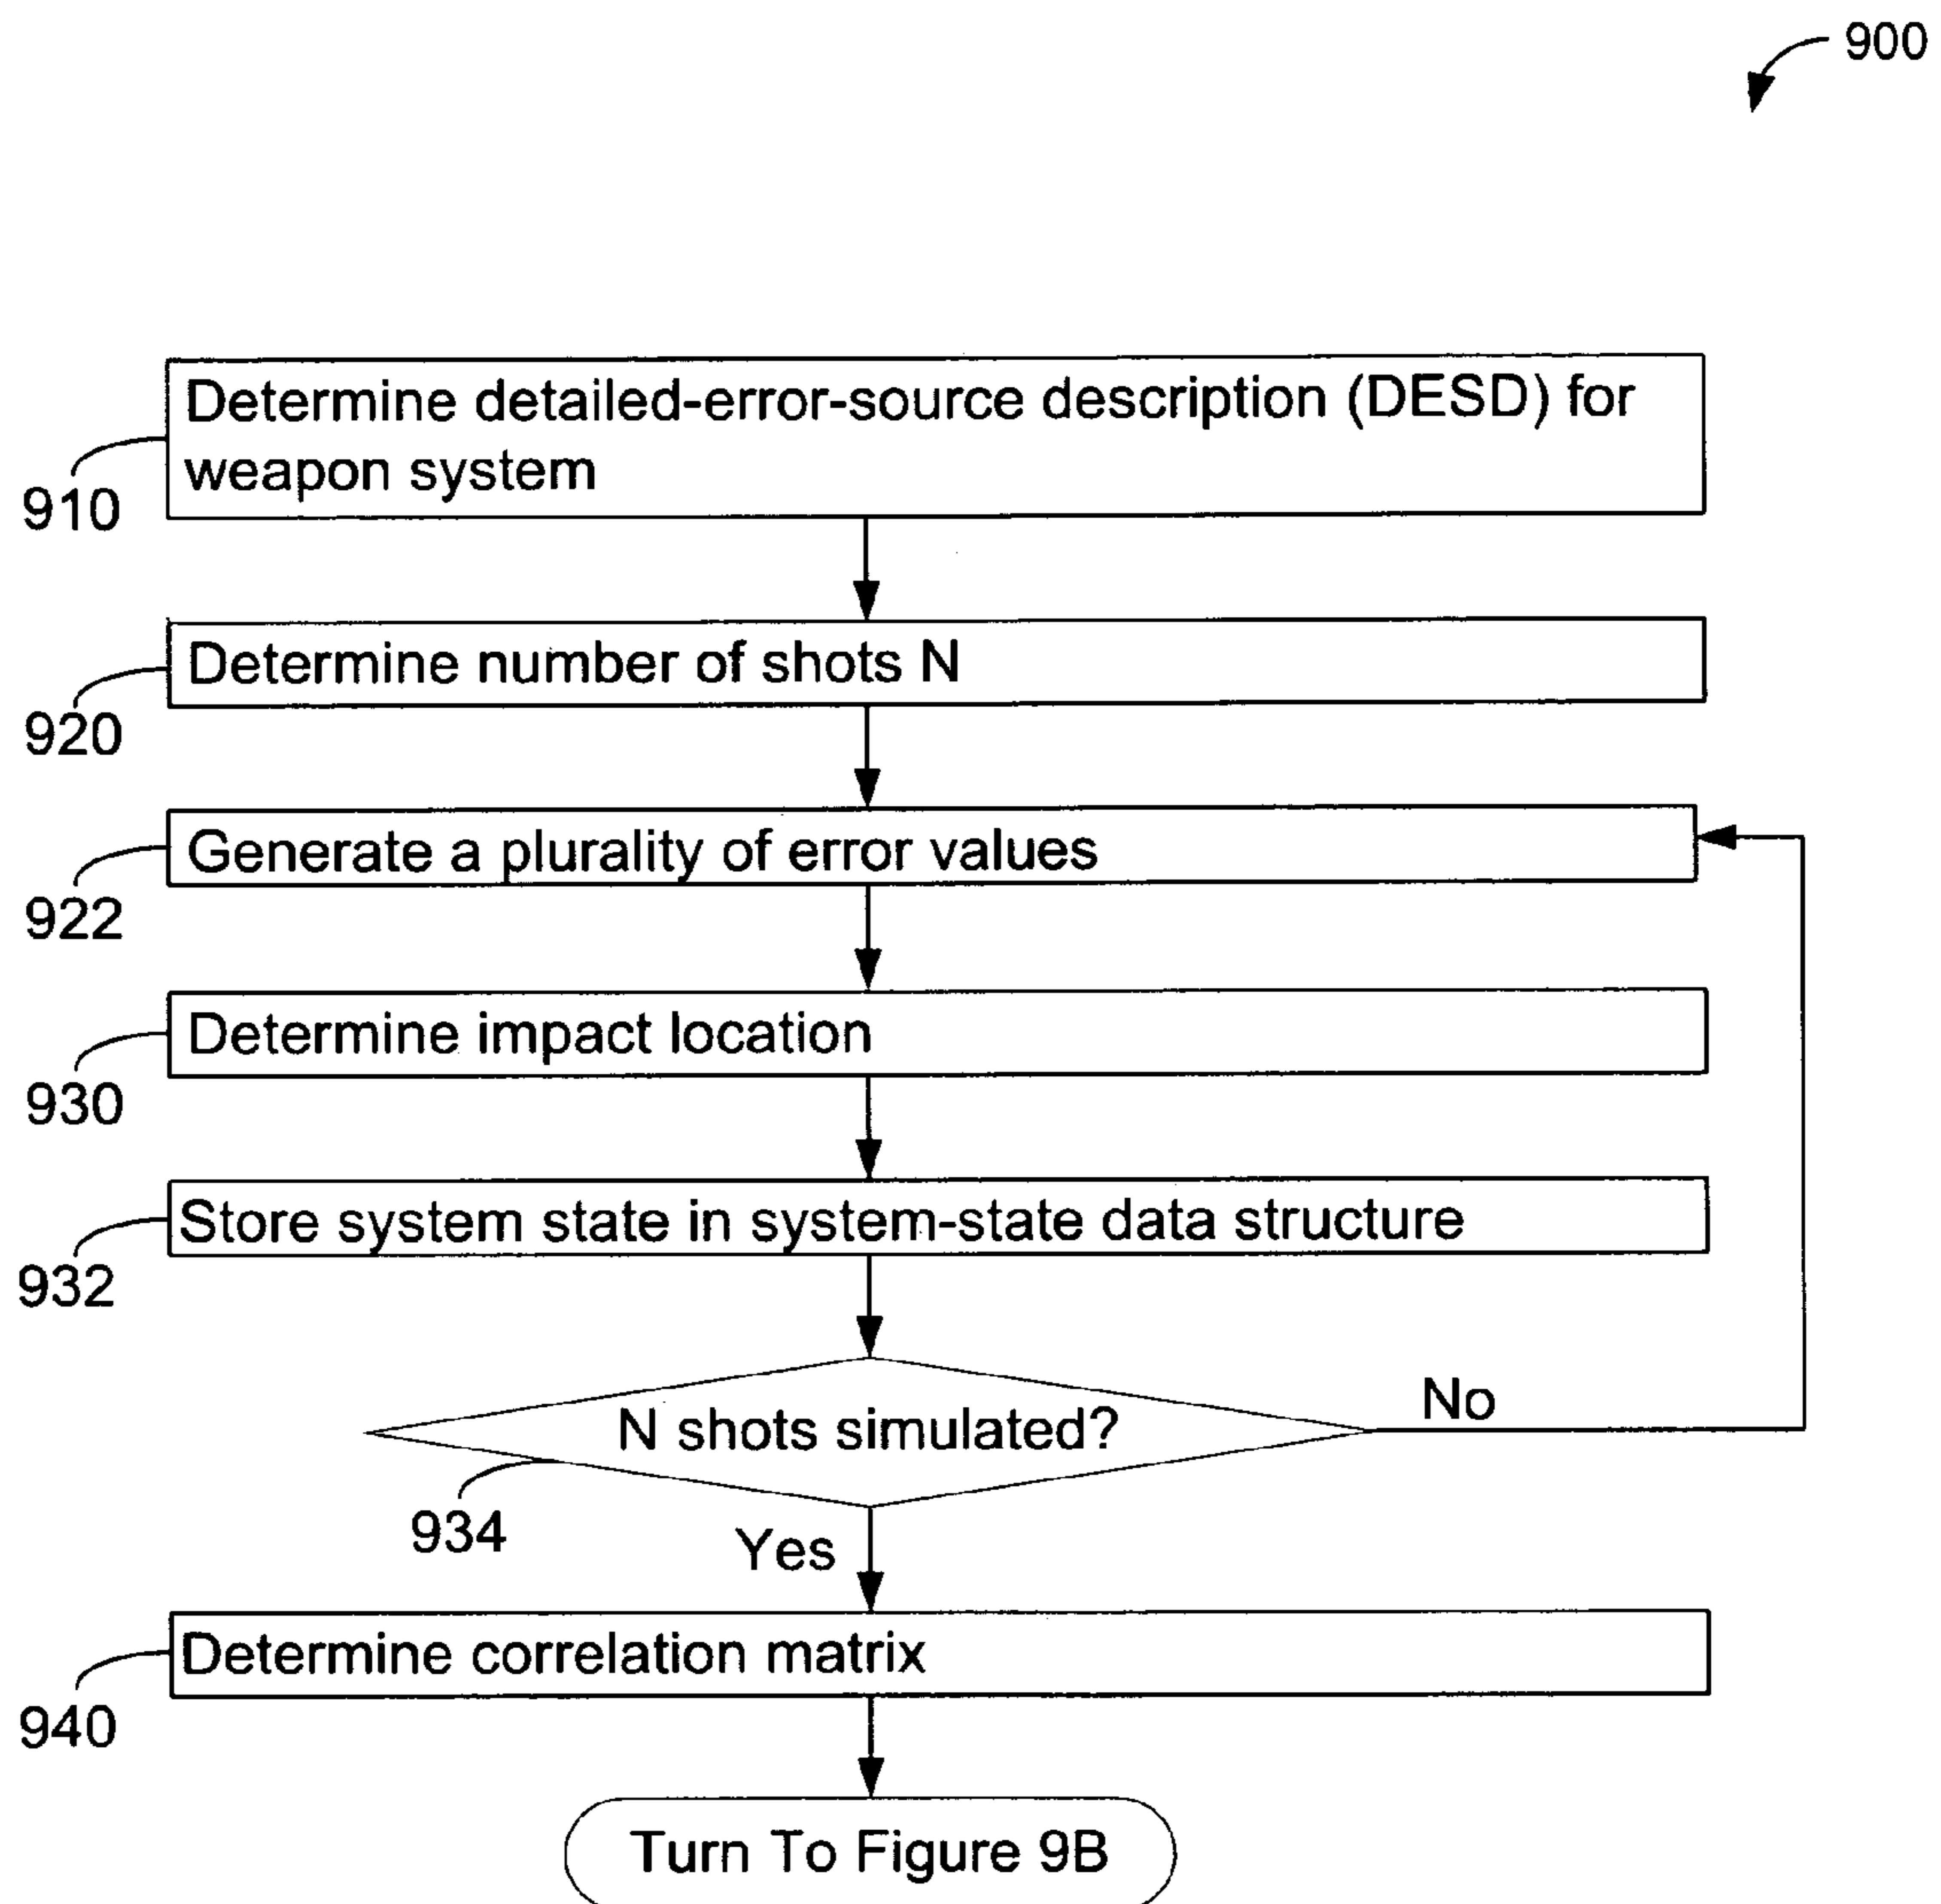 900
Determine detailed-error-source description (DESD) for
weapon system
910
Determine number of shots N
920
Generate a plurality of error values
922
Determine impact location
930
Store system state in system-state data structure
932
N shots simulated?
No
934
Yes
Determine correlation matrix
940
Turn To Figure 9B